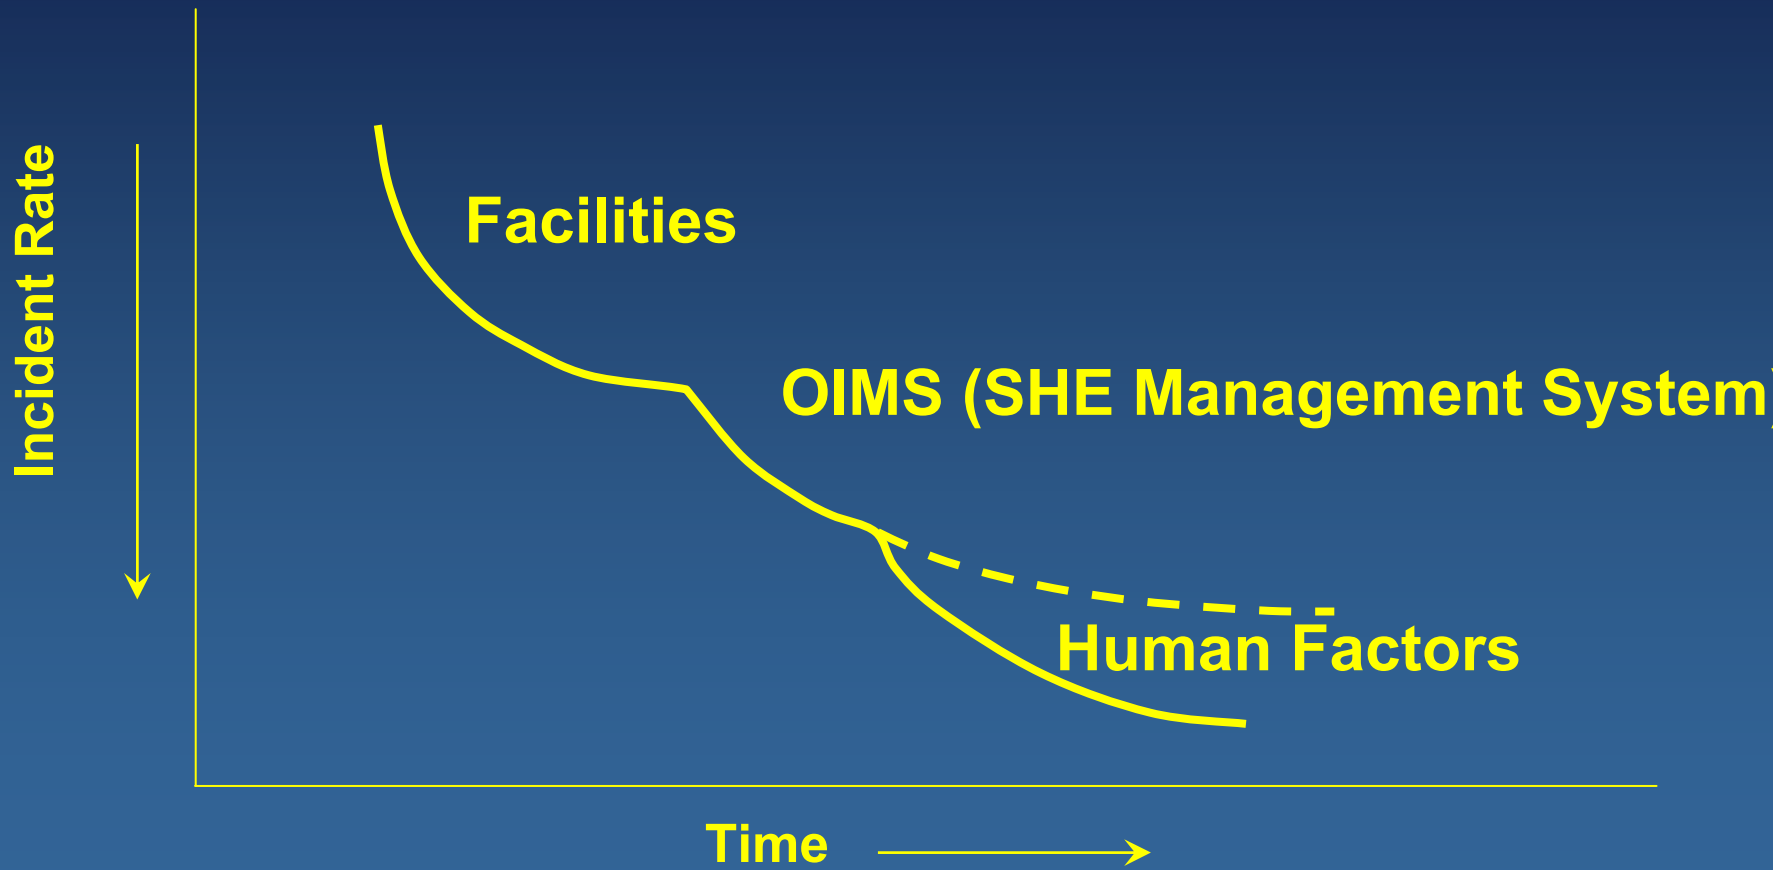 Incident Rate
Facilities
OIMS (SHE Management System)
Human Factors
Time